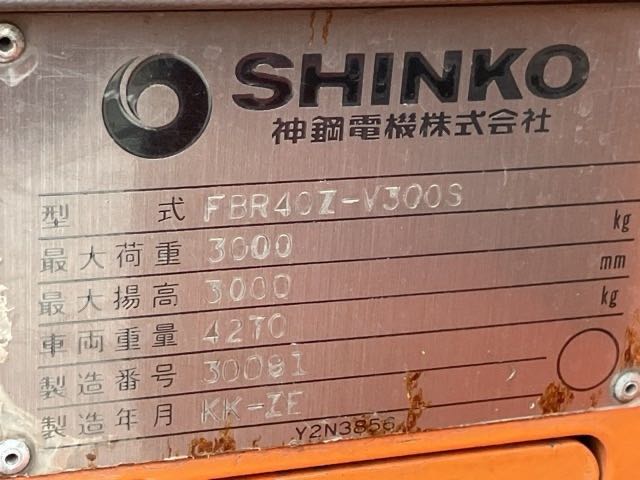 SHINKO
神鋼電機株式会社
型式 FBR40Z-V300S
最大荷重 3000 kg
最大揚高 3000 mm
車両重量 4270 kg
製造番号 30081
製造年月 KK-ZE
Y2N3856